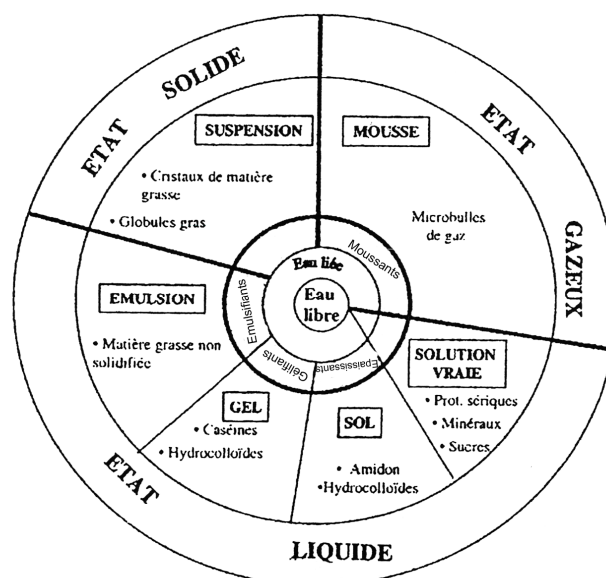 ETAT SOLIDE
SUSPENSION
• Cristaux de matière
grasse
• Globules gras
ETAT
GAZEUX
MOUSSE
Microbulles
de gaz
Moussants
Eau liée
Eau
libre
Emulsifiants
Gélifiants
Epaississants
EMULSION
• Matière grasse non
solidifiée
GEL
• Caséines
• Hydrocolloïdes
SOL
• Amidon
•Hydrocolloïdes
SOLUTION
VRAIE
• Prot. sériques
• Minéraux
• Sucres
ETAT
LIQUIDE